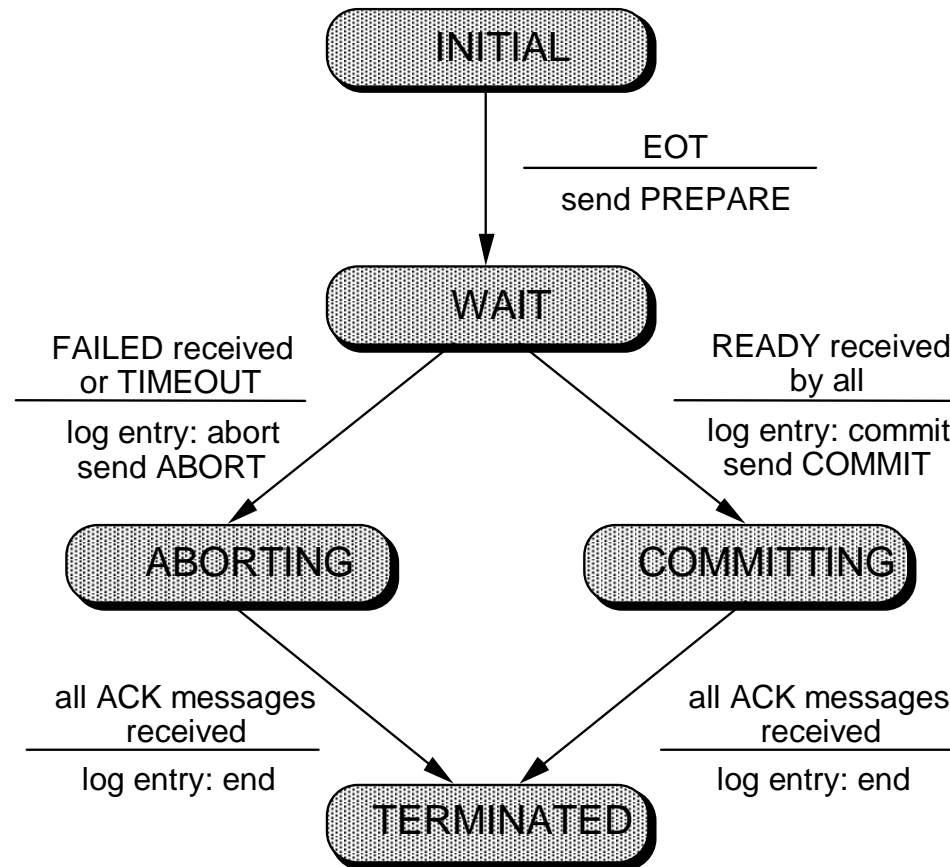 INITIAL
EOT
send PREPARE
WAIT
FAILED received
or TIMEOUT
log entry: abort
send ABORT
READY received
by all
log entry: commit
send COMMIT
ABORTING
COMMITTING
all ACK messages
received
log entry: end
all ACK messages
received
log entry: end
TERMINATED